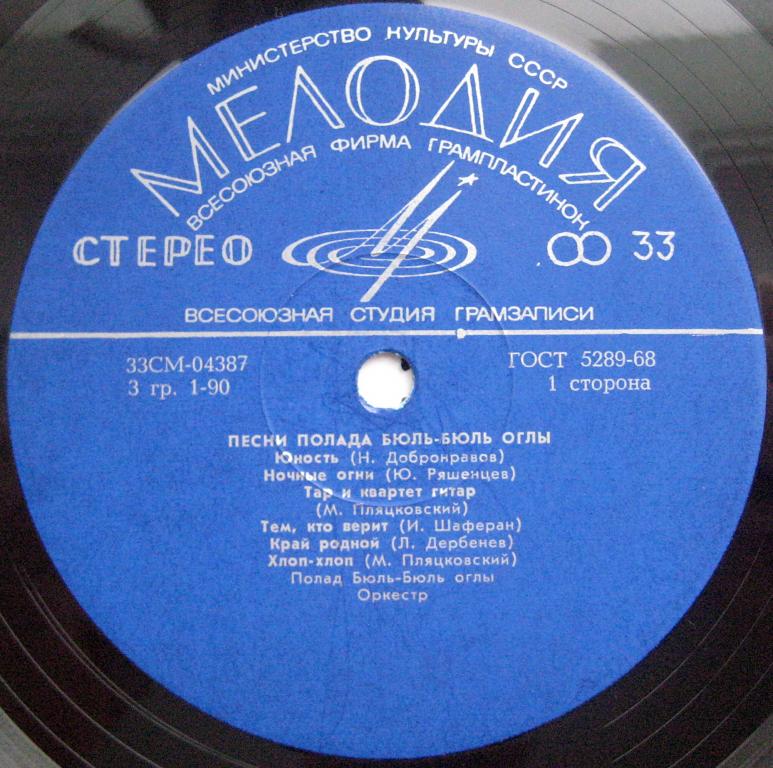 МИНИСТЕРСТВО КУЛЬТУРЫ СССР
МЕЛОДИЯ
ВСЕСОЮЗНАЯ ФИРМА ГРАМПЛАСТИНОК
СТЕРЕО
33
ВСЕСОЮЗНАЯ СТУДИЯ ГРАМЗАПИСИ
33СМ-04387
ГОСТ 5289-68
3 гр. 1-90
1 сторона
ПЕСНИ ПОЛАДА БЮЛЬ-БЮЛЬ ОГЛЫ
Юность (Н. Добронравов)
Ночные огни (Ю. Ряшенцев)
Тар и квартет гитар
(М. Пляцковский)
Тем, кто верит (И. Шаферан)
Край родной (Л. Дербенев)
Хлоп-хлоп (М. Пляцковский)
Полад Бюль-Бюль оглы
Оркестр